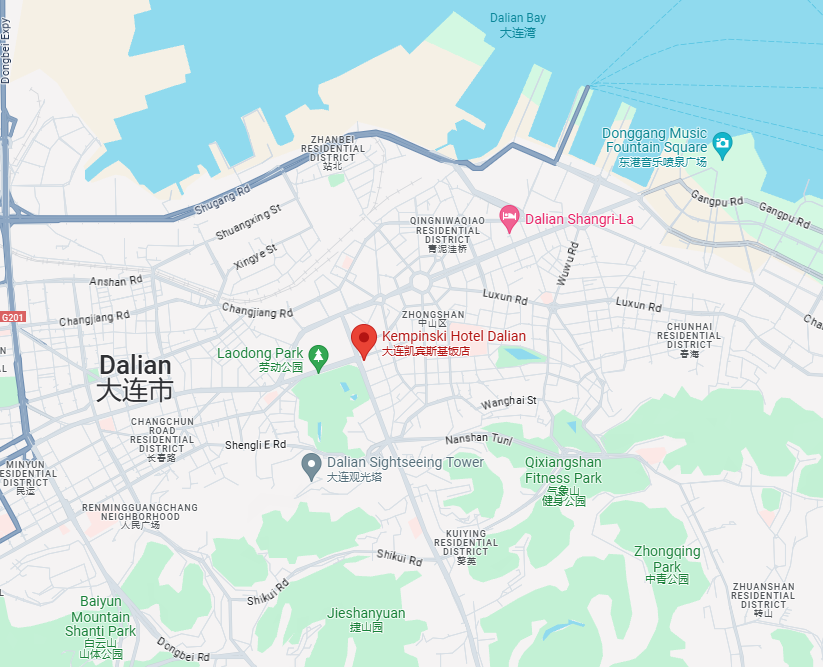 Dalian Bay
大连湾
Dongbei Expy
ZHANBEI
RESIDENTIAL
DISTRICT
站北
Donggang Music
Fountain Square
东港音乐喷泉广场
Shugang Rd
Gangpu Rd
Gangpu Rd
Shuangxing St
QINGNIWAQIAO
RESIDENTIAL
DISTRICT
青泥洼桥
Dalian Shangri-La
Xingye St
Wuwu Rd
Anshan Rd
Luxun Rd
Luxun Rd
Changjiang Rd
Changjiang Rd
G201
ZHONGSHAN
中山区
CHUNHAI
RESIDENTIAL
DISTRICT
春海
Kempinski Hotel Dalian
大连凯宾斯基饭店
Laodong Park
劳动公园
Dalian
大连市
Wanghai St
CHANGCHUN
ROAD
RESIDENTIAL
DISTRICT
长春路
Shengli E Rd
Nanshan Tunl
Dalian Sightseeing Tower
大连观光塔
Qixiangshan
Fitness Park
气象山
健身公园
MINYUN
RESIDENTIAL
DISTRICT
民运
RENMINGGUANGCHANG
NEIGHBORHOOD
人民广场
KUIYING
RESIDENTIAL
DISTRICT
葵英
Shikui Rd
Shikui Rd
Zhongqing
Park
中青公园
ZHUANSHAN
RESIDENTIAL
DISTRICT
转山
Baiyun
Mountain
Shanti Park
白云山
山体公园
Jieshanyuan
捷山园
Dongbei Rd